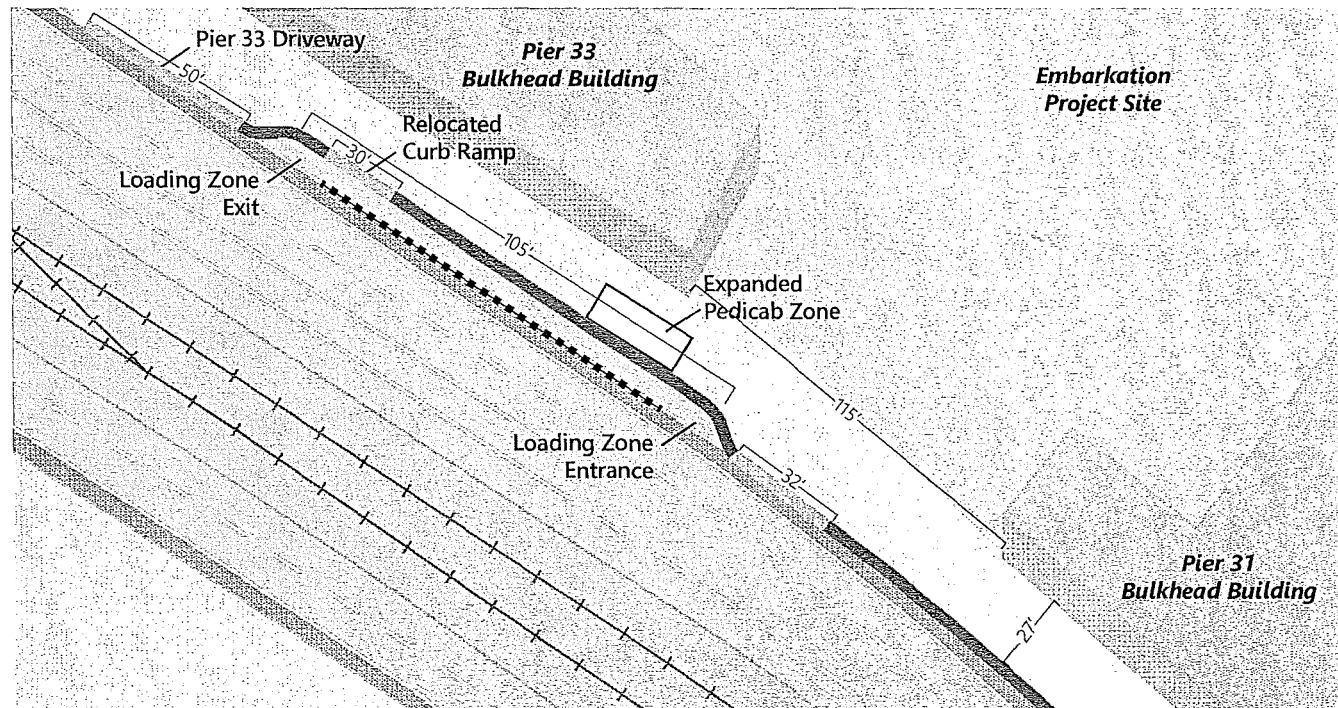 Pier 33 Driveway
50'
Pier 33
Bulkhead Building
Embarkation
Project Site
Relocated
Curb Ramp
30'
Loading Zone
Exit
105'
Expanded
Pedicab Zone
115'
Loading Zone
Entrance
32'
Pier 31
Bulkhead Building
27'